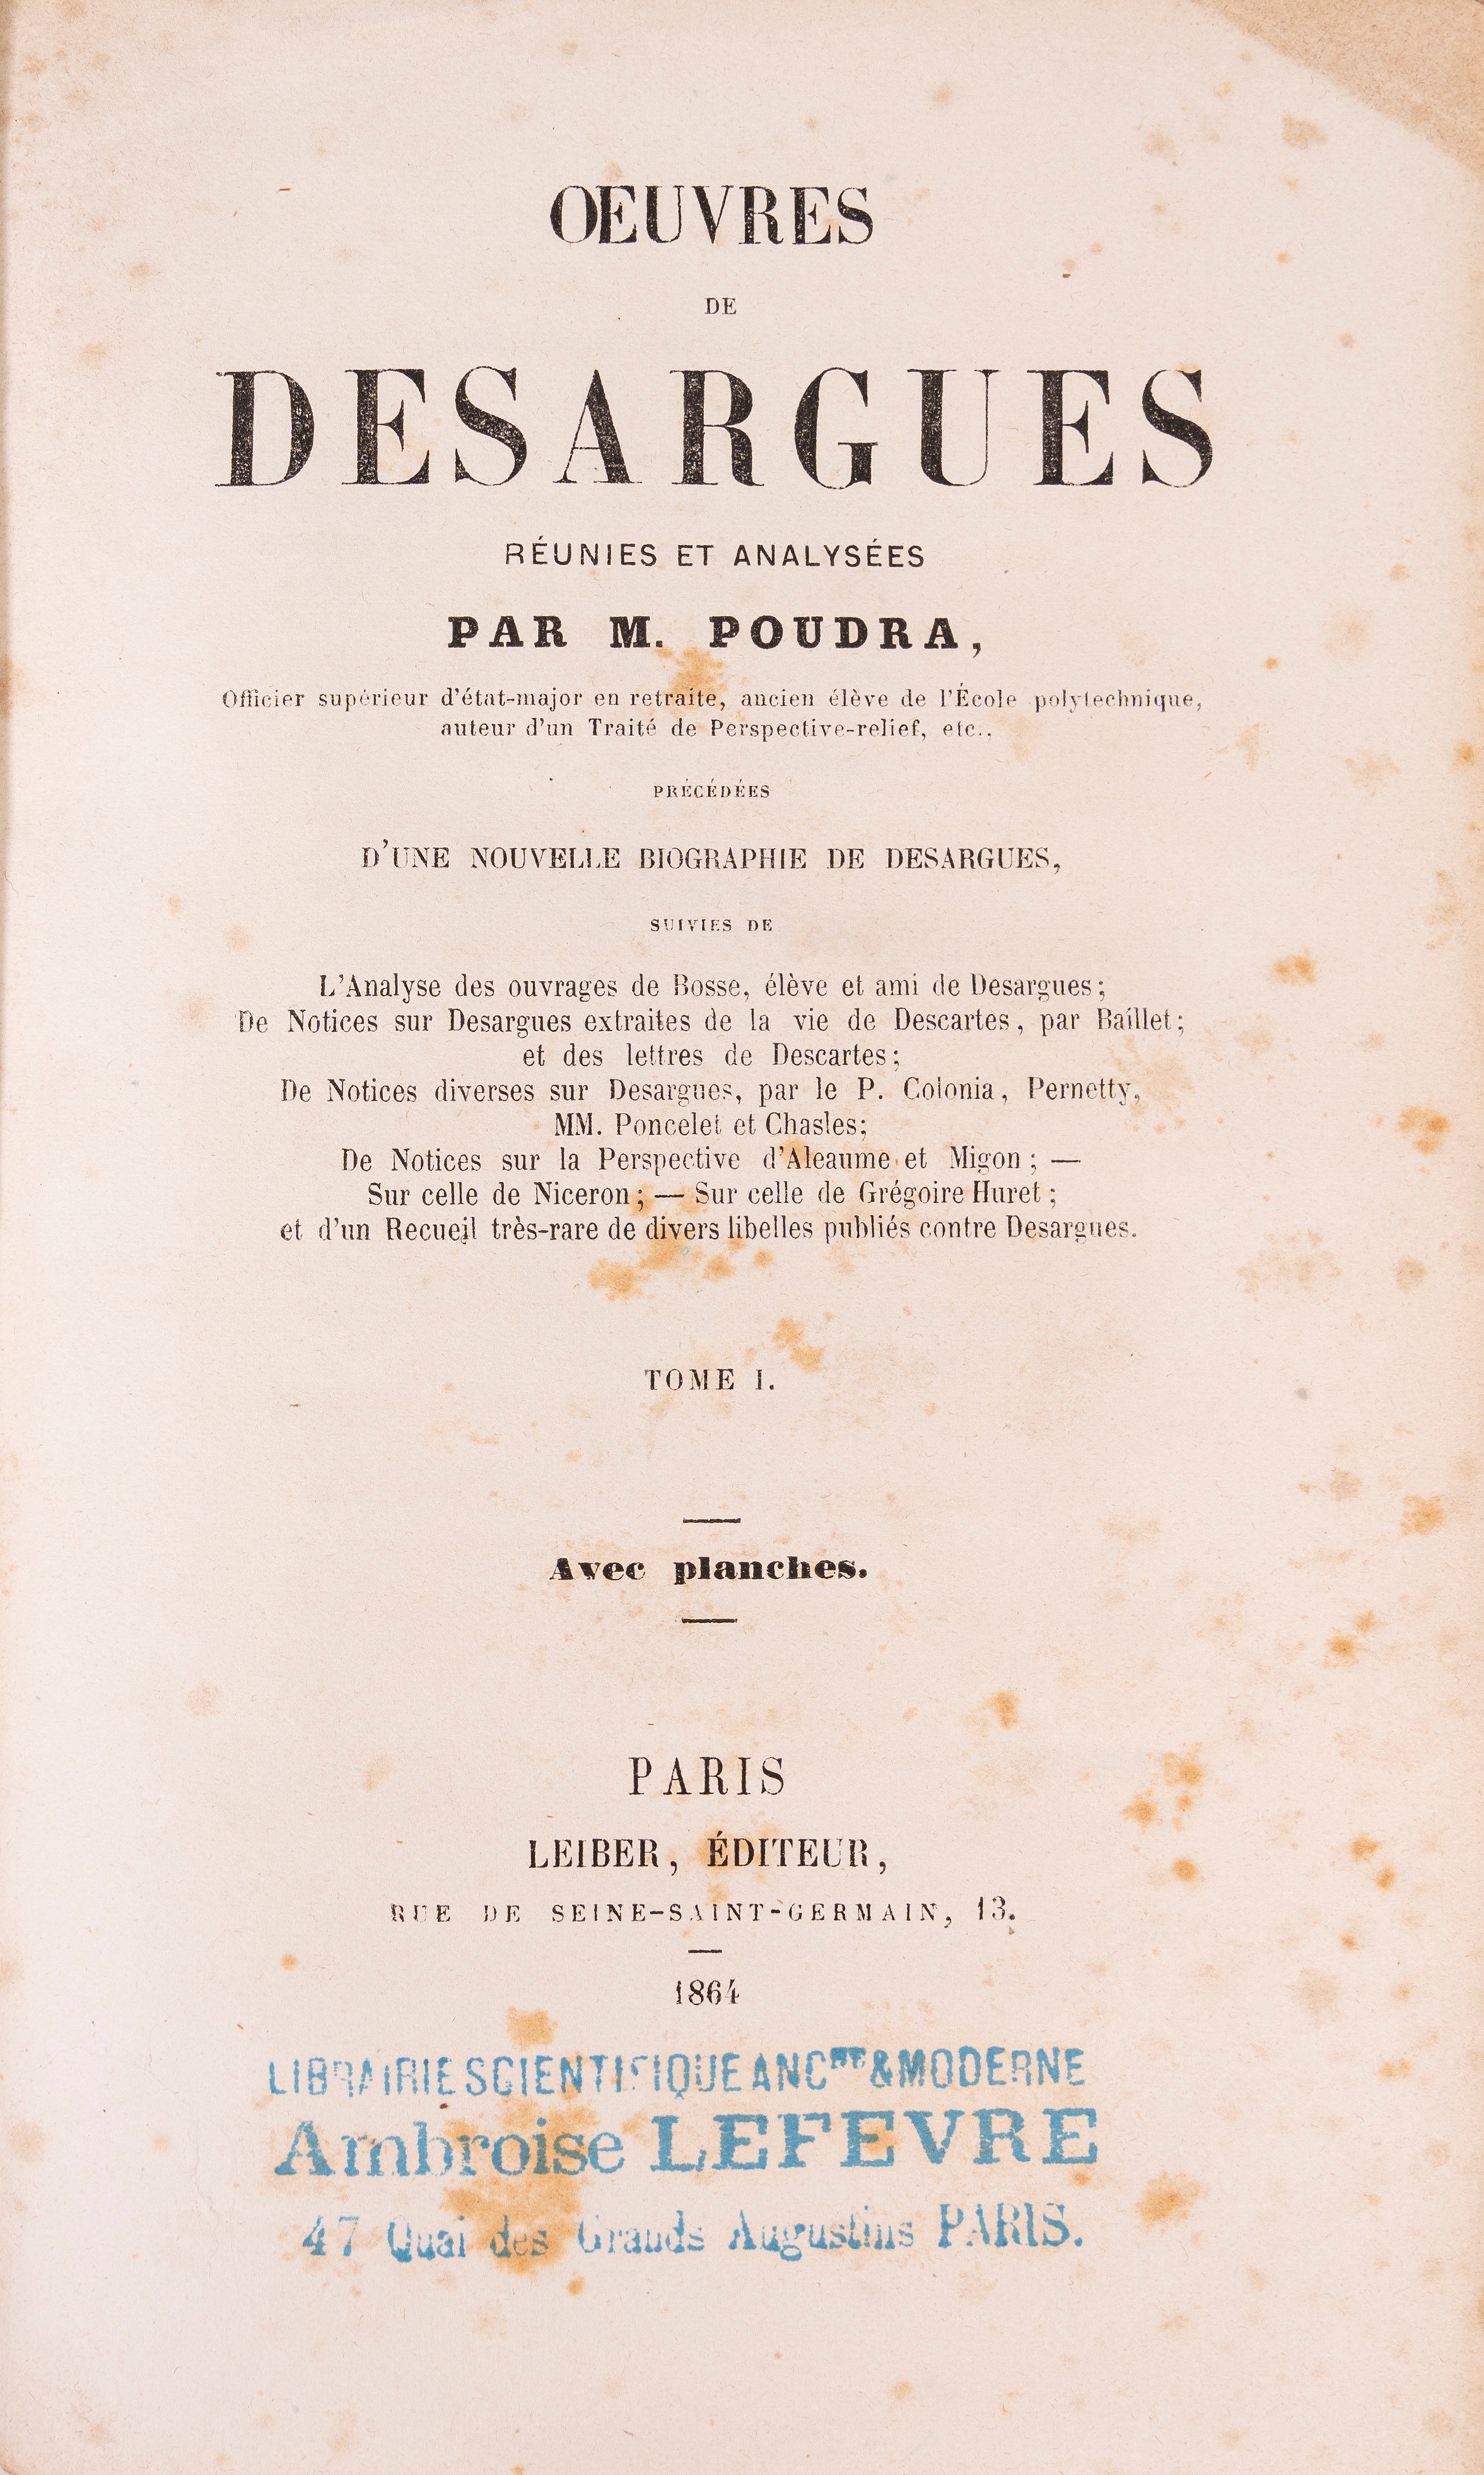 OEUVRES
DE
DESARGUES
RÉUNIES ET ANALYSÉES
PAR M. POUDRA,
Officier supérieur d'état-major en retraite, ancien élève de l'École polytechnique,
auteur d'un Traité de Perspective-relief, etc..
PRÉCÉDÉES
D'UNE NOUVELLE BIOGRAPHIE DE DESARGUES,
SUIVIES DE
L'Analyse des ouvrages de Bosse, élève et ami de Desargues;
De Notices sur Desargues extraites de la vie de Descartes, par Baillet;
et des lettres de Descartes;
De Notices diverses sur Desargues, par le P. Colonia, Pernetty,
MM. Poncelet et Chasles;
De Notices sur la Perspective d'Aleaume et Migon; —
Sur celle de Niceron; — Sur celle de Grégoire Huret;
et d'un Recueil très-rare de divers libelles publiés contre Desargues.
TOME I.
Avec planches.
PARIS
LEIBER, ÉDITEUR,
RUE DE SEINE-SAINT-GERMAIN, 13.
1864
LIBRAIRIE SCIENTIFIQUE ANCNE & MODERNE
Ambroise LEFEVRE
47 Quai des Grands Augustins PARIS.